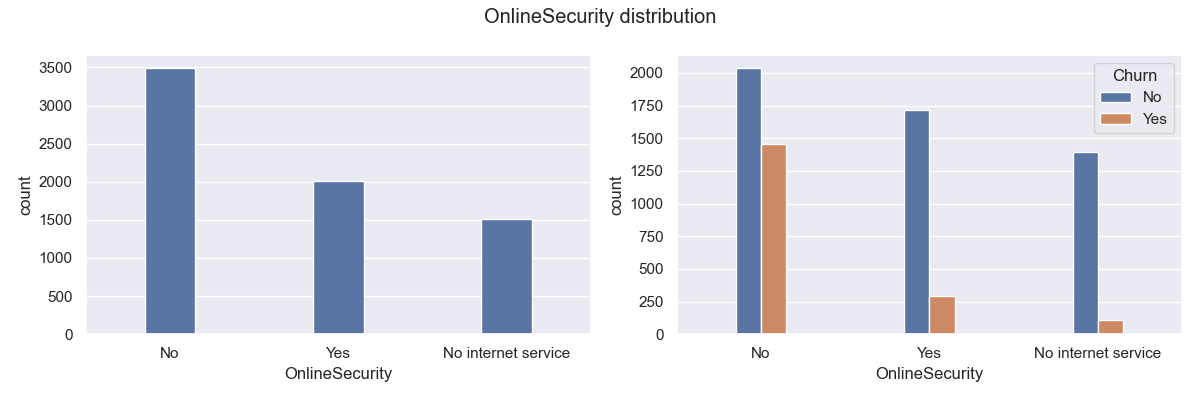 OnlineSecurity distribution
3500
3000
2500
2000
1500
1000
500
0
count
No
Yes
No internet service
OnlineSecurity
2000
1750
1500
1250
1000
750
500
250
0
count
No
Yes
No internet service
OnlineSecurity
Churn
No
Yes